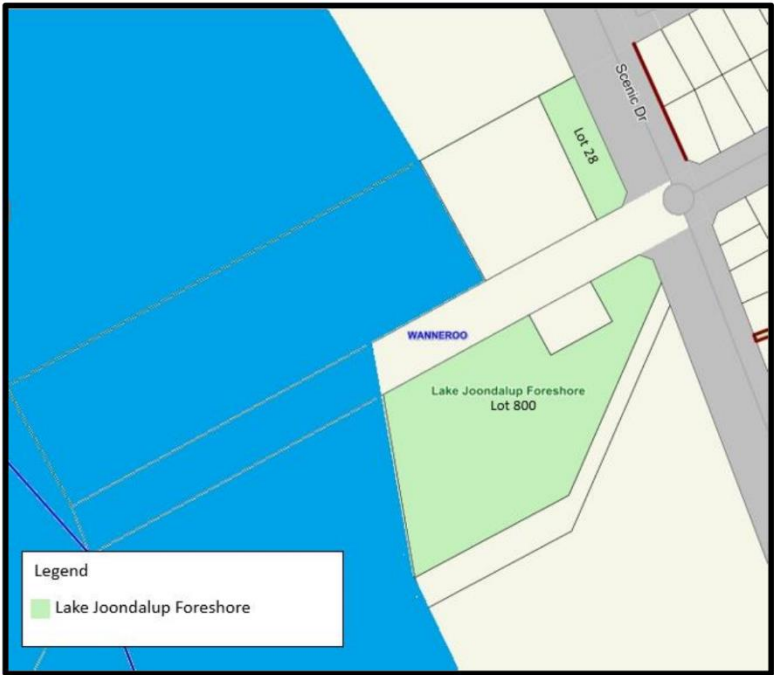 Scenic Dr
Lot 28
WANNEROO
Lake Joondalup Foreshore
Lot 800
Legend
Lake Joondalup Foreshore